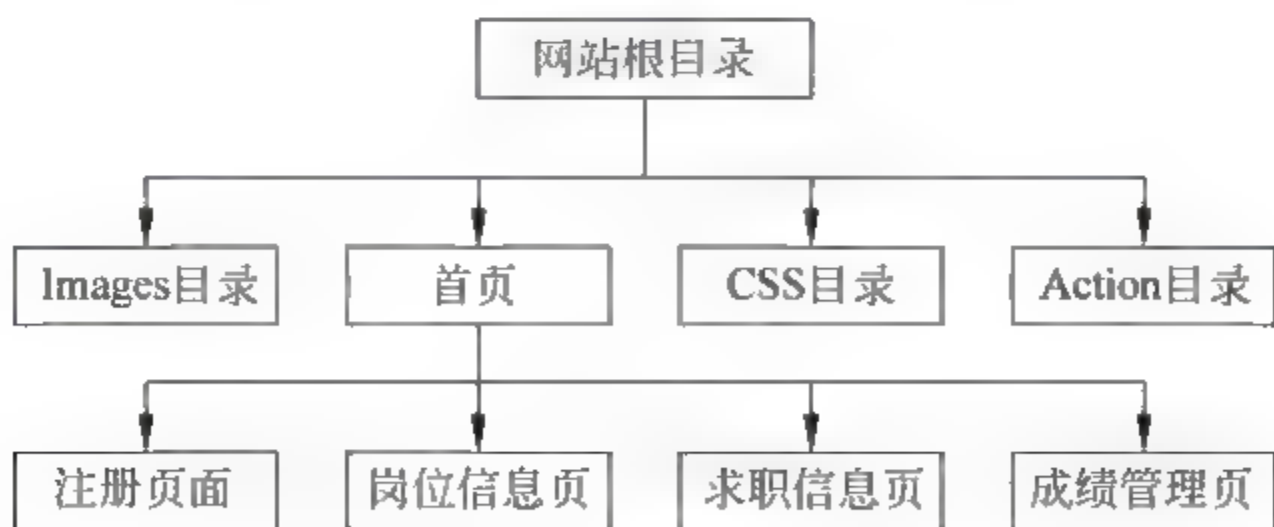 网站根目录
Images目录
首页
CSS目录
Action目录
注册页面
岗位信息页
求职信息页
成绩管理页